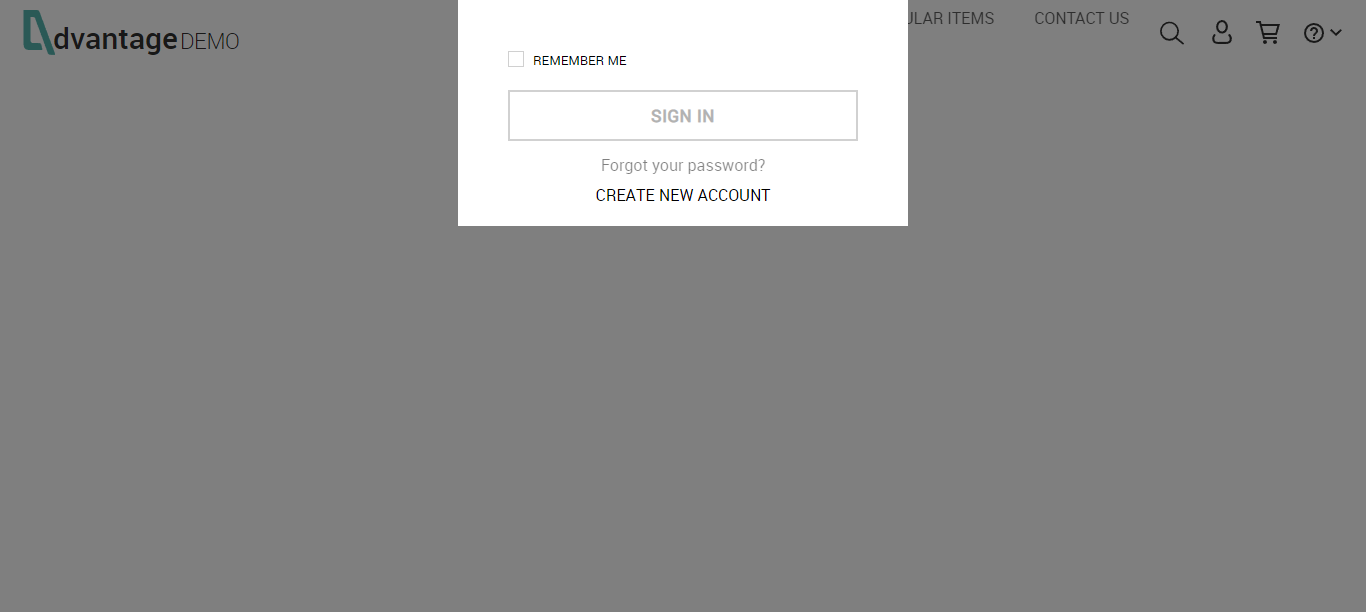 dvantage DEMO
ULAR ITEMS
CONTACT US
REMEMBER ME
SIGN IN
Forgot your password?
CREATE NEW ACCOUNT